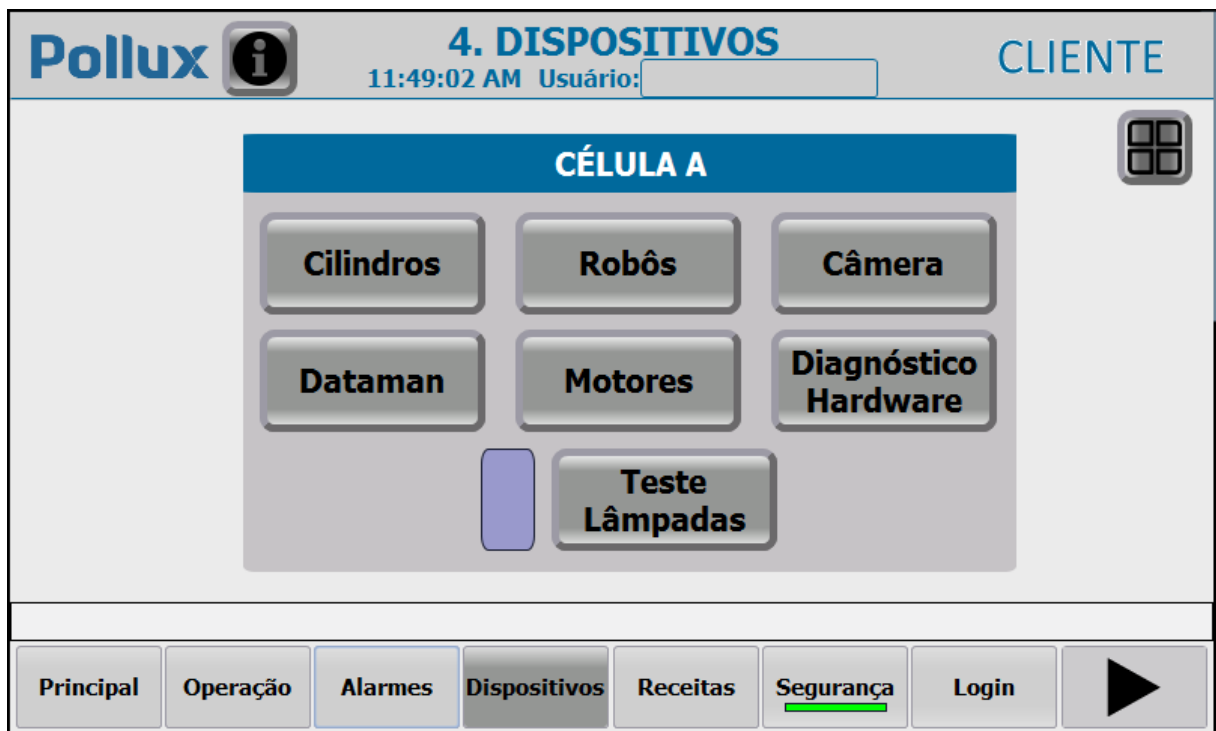 Pollux
i
4. DISPOSITIVOS
11:49:02 AM Usuário:
CLIENTE
CÉLULA A
Cilindros
Robôs
Câmera
Dataman
Motores
Diagnóstico
Hardware
Teste
Lâmpadas
Principal
Operação
Alarmes
Dispositivos
Receitas
Segurança
Login